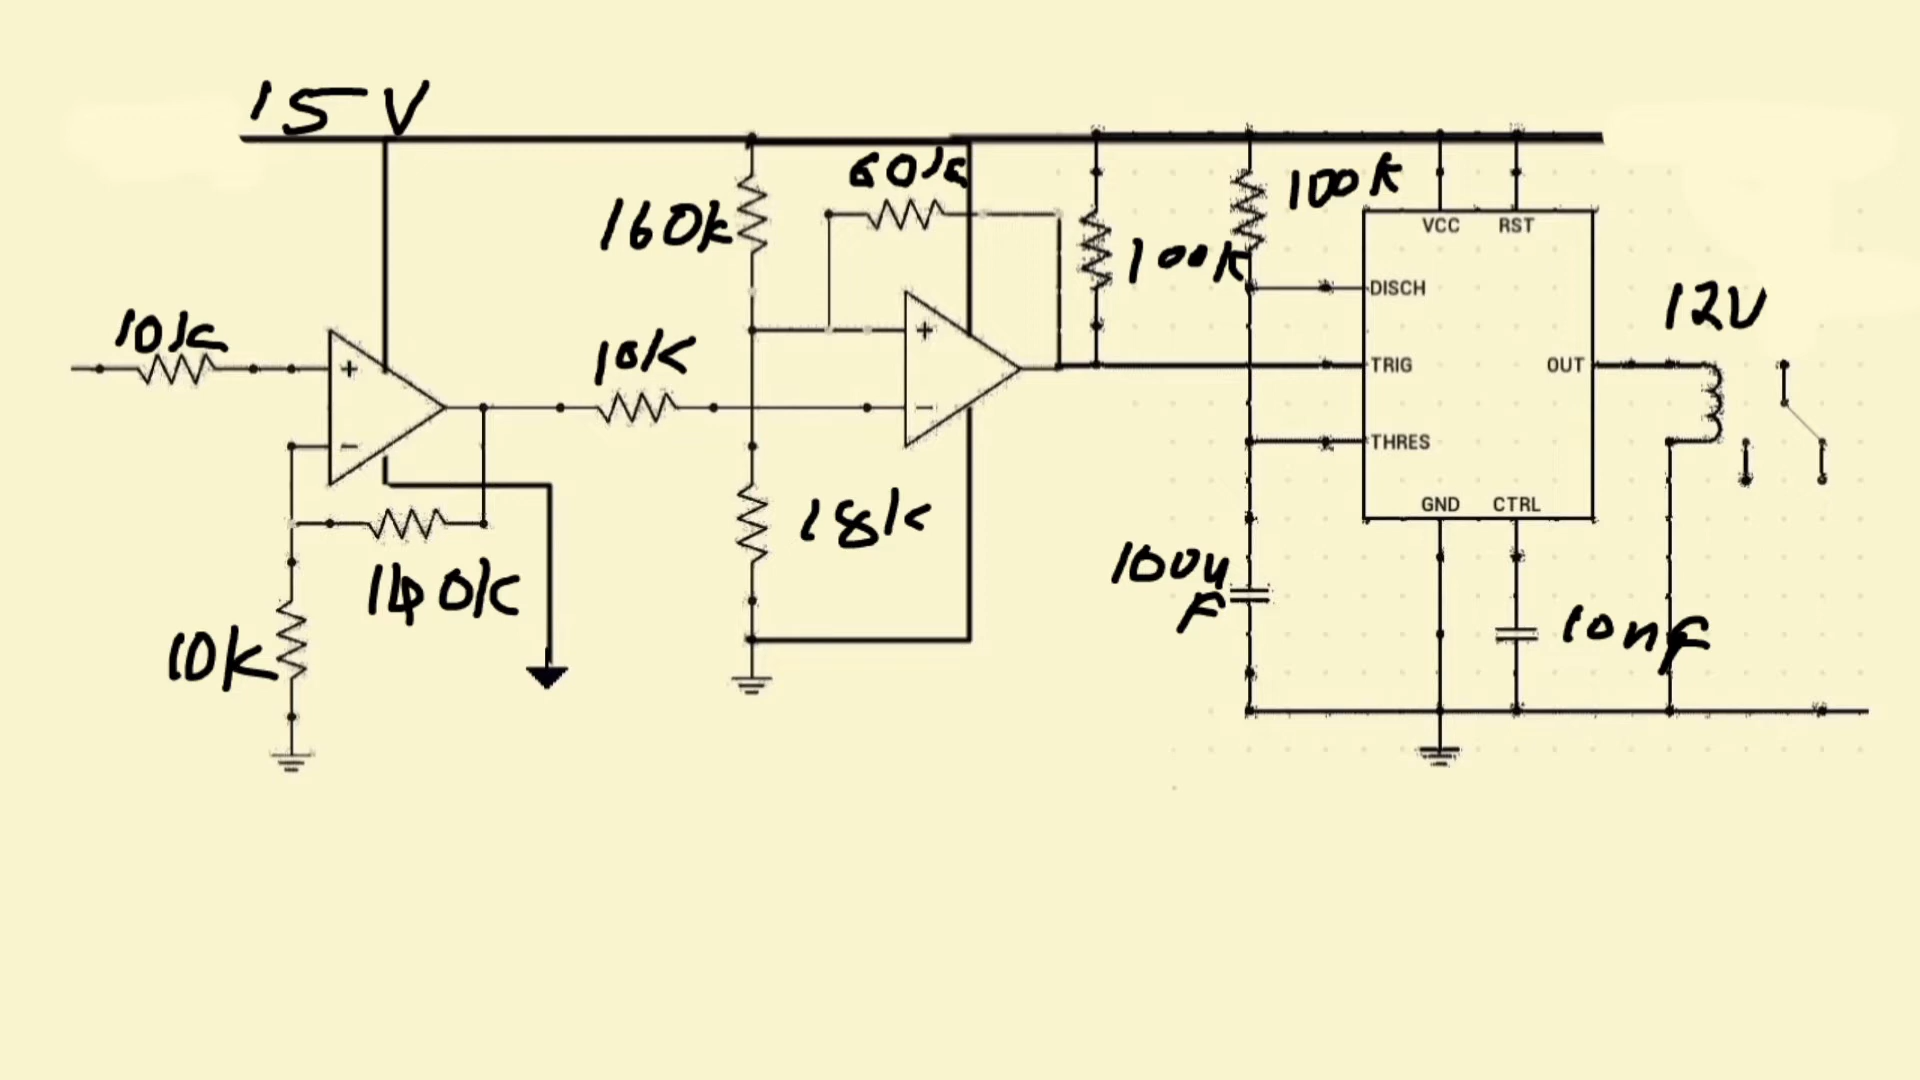 15V
160k
60k
100k
100k
VCC RST
DISCH
12V
10k
10k
+
-
+
-
TRIG
OUT
THRES
GND CTRL
18k
100u
F
10k
10nF